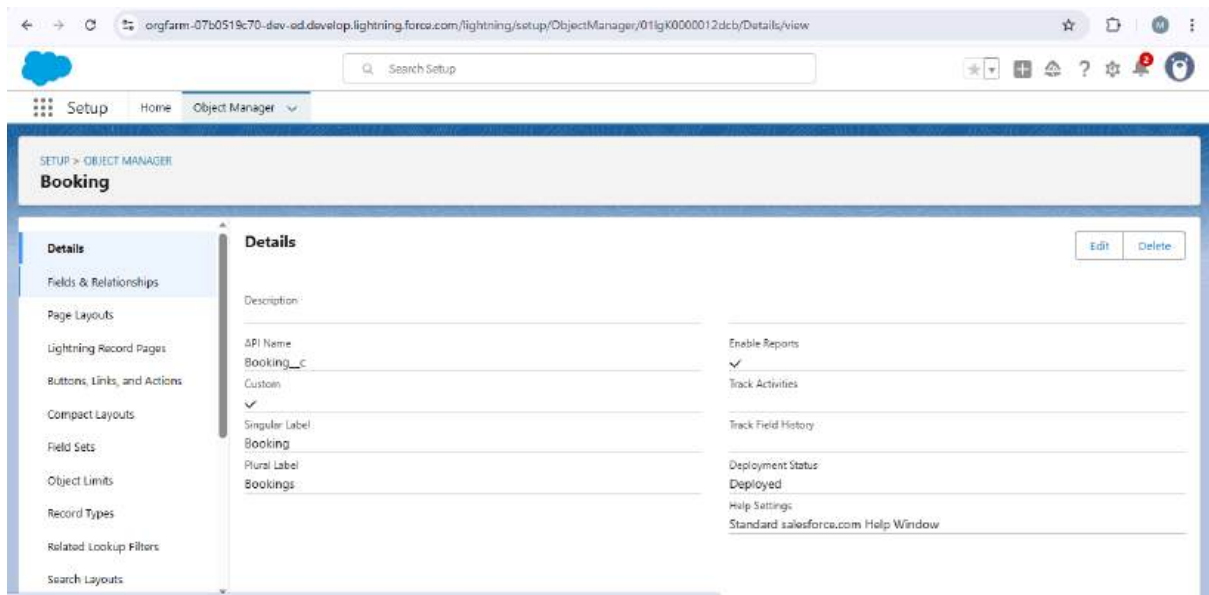 orgfarm-07b0519c70-dev-ed.develop.lightning.force.com/lightning/setup/ObjectManager/01IgK0000012dcb/Details/view
M
Search Setup
2
Setup Home Object Manager
SETUP > OBJECT MANAGER
Booking
Details
Fields & Relationships
Page Layouts
Lightning Record Pages
Buttons, Links, and Actions
Compact Layouts
Field Sets
Object Limits
Record Types
Related Lookup Filters
Search Layouts
Details
Edit Delete
Description
API Name
Booking__c
Custom
Singular Label
Booking
Plural Label
Bookings
Enable Reports
Track Activities
Track Field History
Deployment Status
Deployed
Help Settings
Standard salesforce.com Help Window